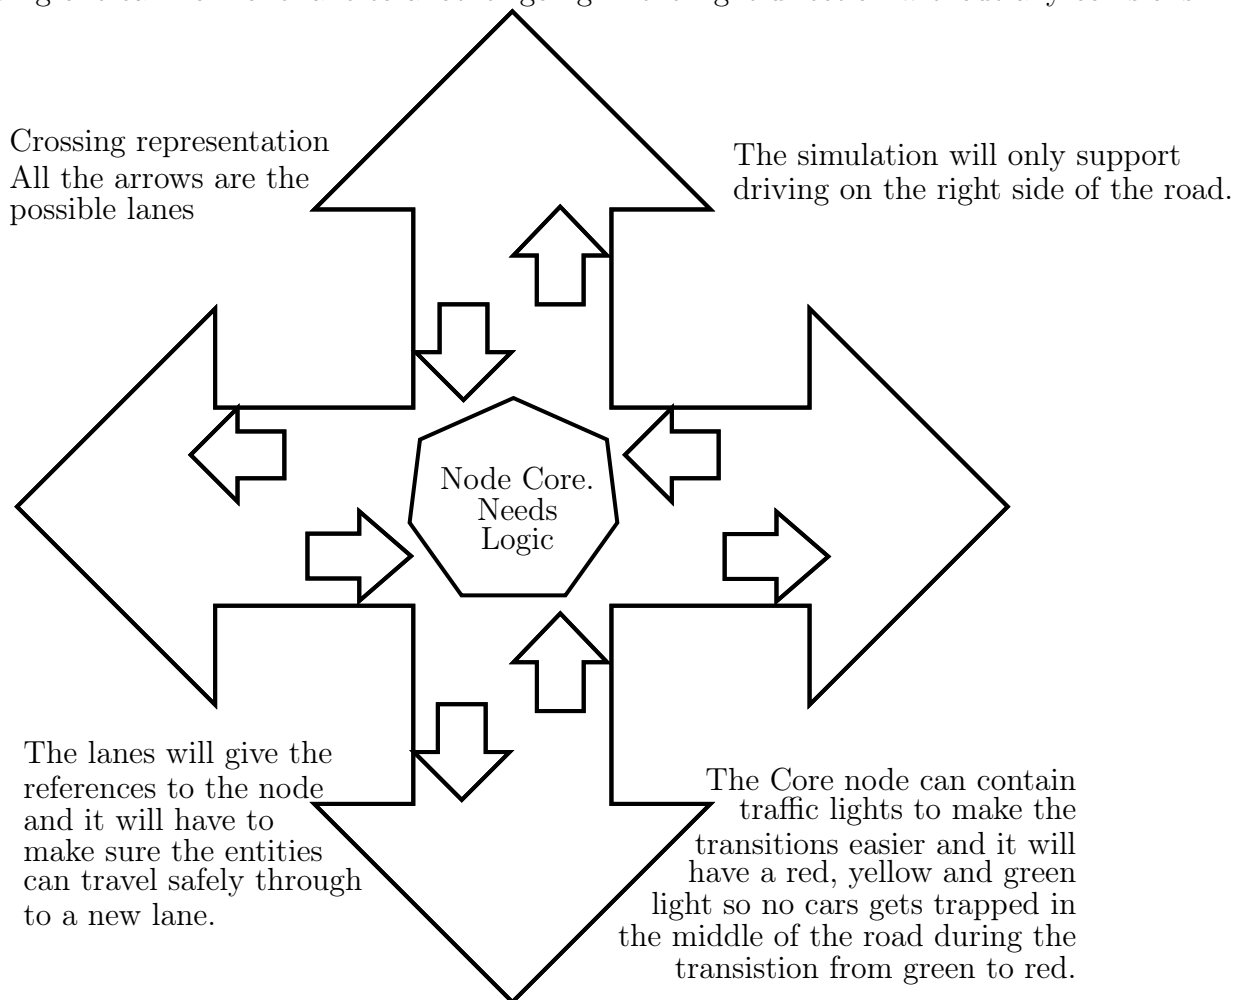 Crossing representation
All the arrows are the
possible lanes
The simulation will only support
driving on the right side of the road.
Node Core.
Needs
Logic
The lanes will give the
references to the node
and it will have to
make sure the entities
can travel safely through
to a new lane.
The Core node can contain
traffic lights to make the
transitions easier and it will
have a red, yellow and green
light so no cars gets trapped in
the middle of the road during the
transistion from green to red.